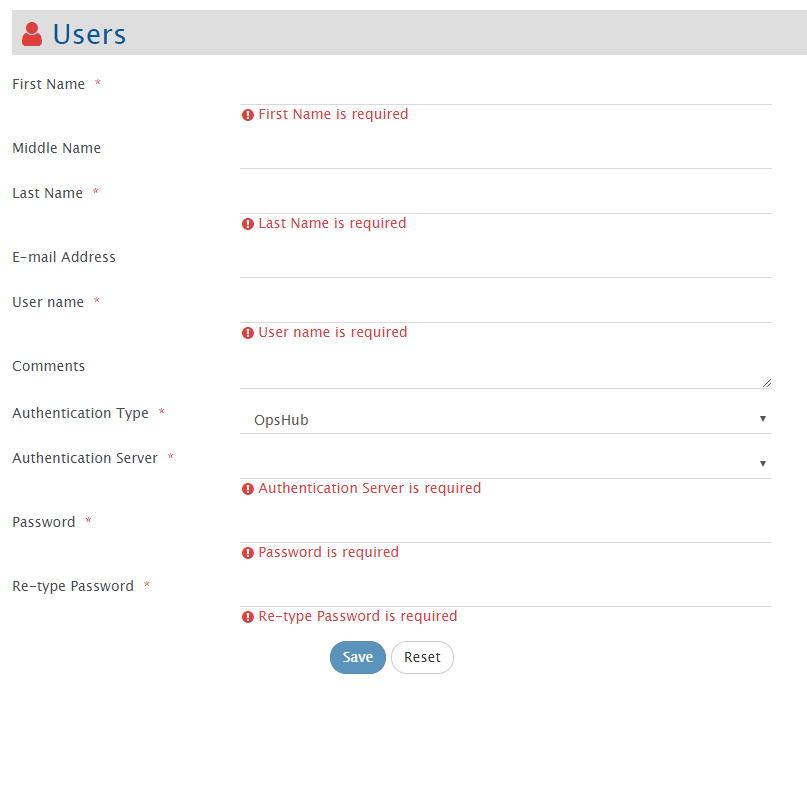 Users
First Name *
First Name is required
Middle Name
Last Name *
Last Name is required
E-mail Address
User name *
User name is required
Comments
Authentication Type *
OpsHub
Authentication Server *
Authentication Server is required
Password *
Password is required
Re-type Password *
Re-type Password is required
Save Reset